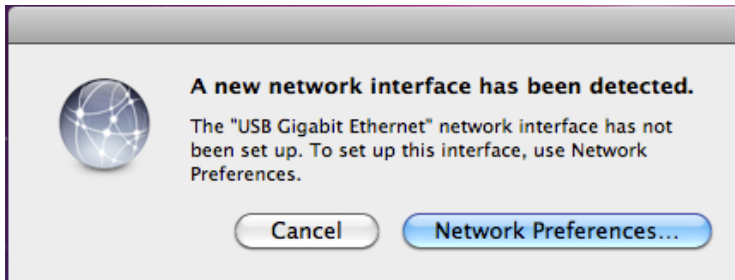 A new network interface has been detected.
The "USB Gigabit Ethernet" network interface has not
been set up. To set up this interface, use Network
Preferences.
Cancel
Network Preferences...